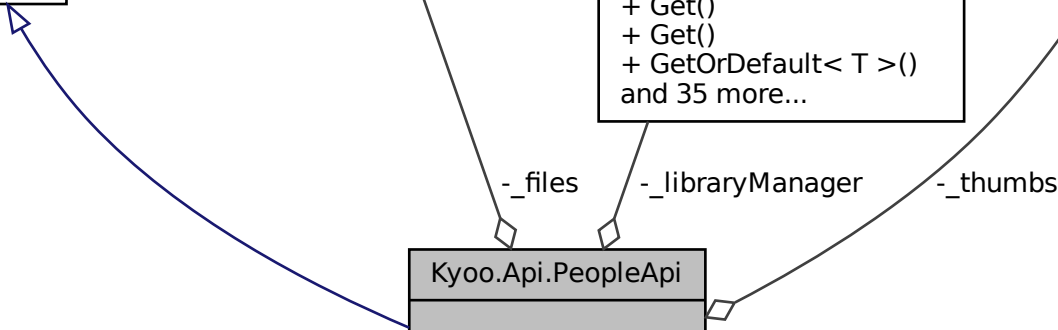 + Get()
+ Get()
+ GetOrDefault< T >()
and 35 more...
-_files
-_libraryManager
-_thumbs
Kyoo.Api.PeopleApi